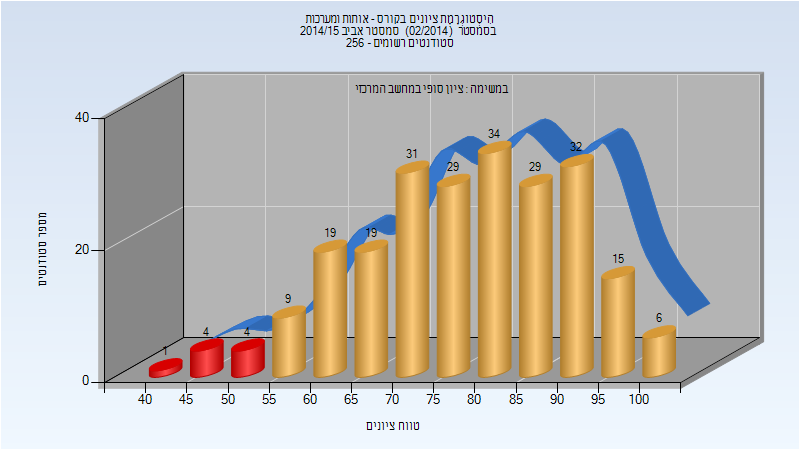 היסטוגרמת ציונים בקורס - אותות ומערכות
בסמסטר (02/2014) סמסטר אביב 2014/15
סטודנטים רשומים - 256
במשימה : ציון סופי במחשב המרכזי
מספר סטודנטים
40
20
0
1
4
4
9
19
19
31
29
34
29
32
15
6
40 45 50 55 60 65 70 75 80 85 90 95 100
טווח ציונים